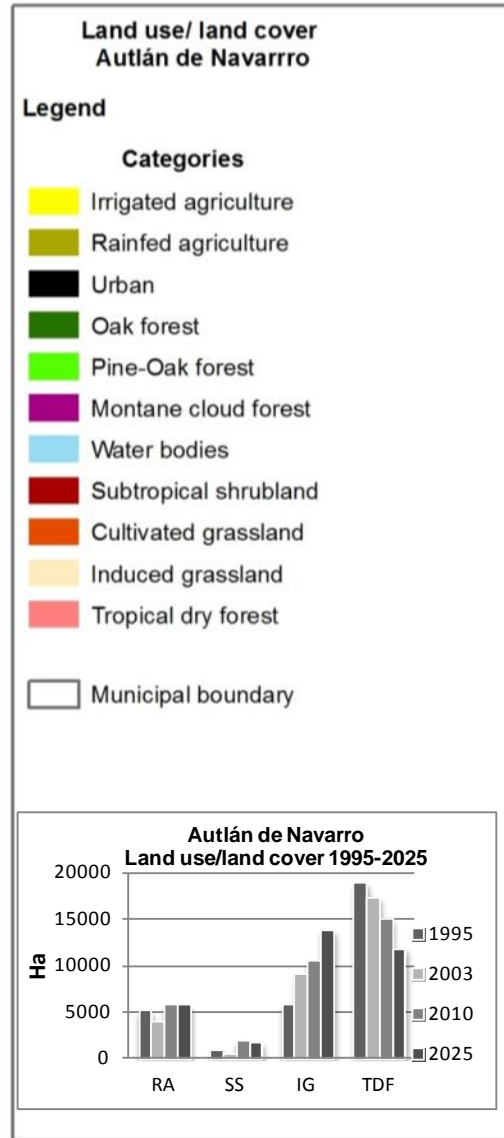 Land use/ land cover
Autlán de Navarrro
Legend
Categories
Irrigated agriculture
Rainfed agriculture
Urban
Oak forest
Pine-Oak forest
Montane cloud forest
Water bodies
Subtropical shrubland
Cultivated grassland
Induced grassland
Tropical dry forest
Municipal boundary
Autlán de Navarro
Land use/land cover 1995-2025
Ha
20000
15000
10000
5000
0
RA SS IG TDF
1995
2003
2010
2025